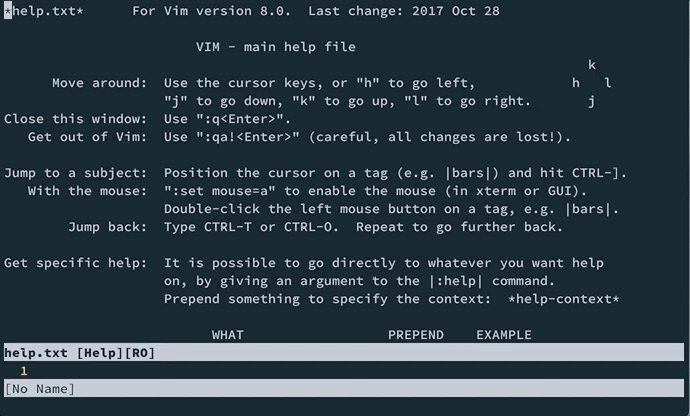 *help.txt*      For Vim version 8.0.  Last change: 2017 Oct 28
VIM - main help file
k
Move around:  Use the cursor keys, or "h" to go left,            h   l
"j" to go down, "k" to go up, "l" to go right.       j
Close this window:  Use ":q<Enter>".
Get out of Vim:  Use ":qa!<Enter>" (careful, all changes are lost!).
Jump to a subject:  Position the cursor on a tag (e.g. |bars|) and hit CTRL-].
With the mouse:  ":set mouse=a" to enable the mouse (in xterm or GUI).
Double-click the left mouse button on a tag, e.g. |bars|.
Jump back:  Type CTRL-T or CTRL-O.  Repeat to go further back.
Get specific help:  It is possible to go directly to whatever you want help
on, by giving an argument to the |:help| command.
Prepend something to specify the context:  *help-context*
WHAT                  PREPEND    EXAMPLE
help.txt [Help][RO]
1
[No Name]